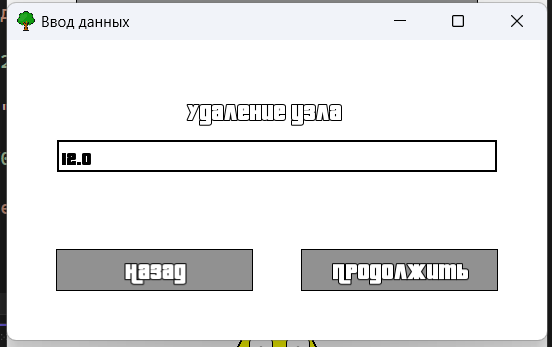 Ввод данных
Удаление узла
12.0
Назад
Продолжить